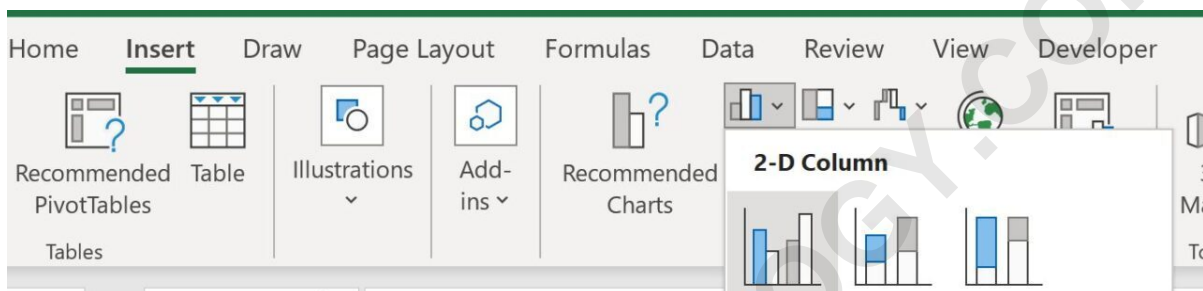 Home Insert Draw Page Layout Formulas Data Review View Developer
Recommended
PivotTables
Table
Illustrations
Add-
ins
Recommended
Charts
2-D Column
Tables